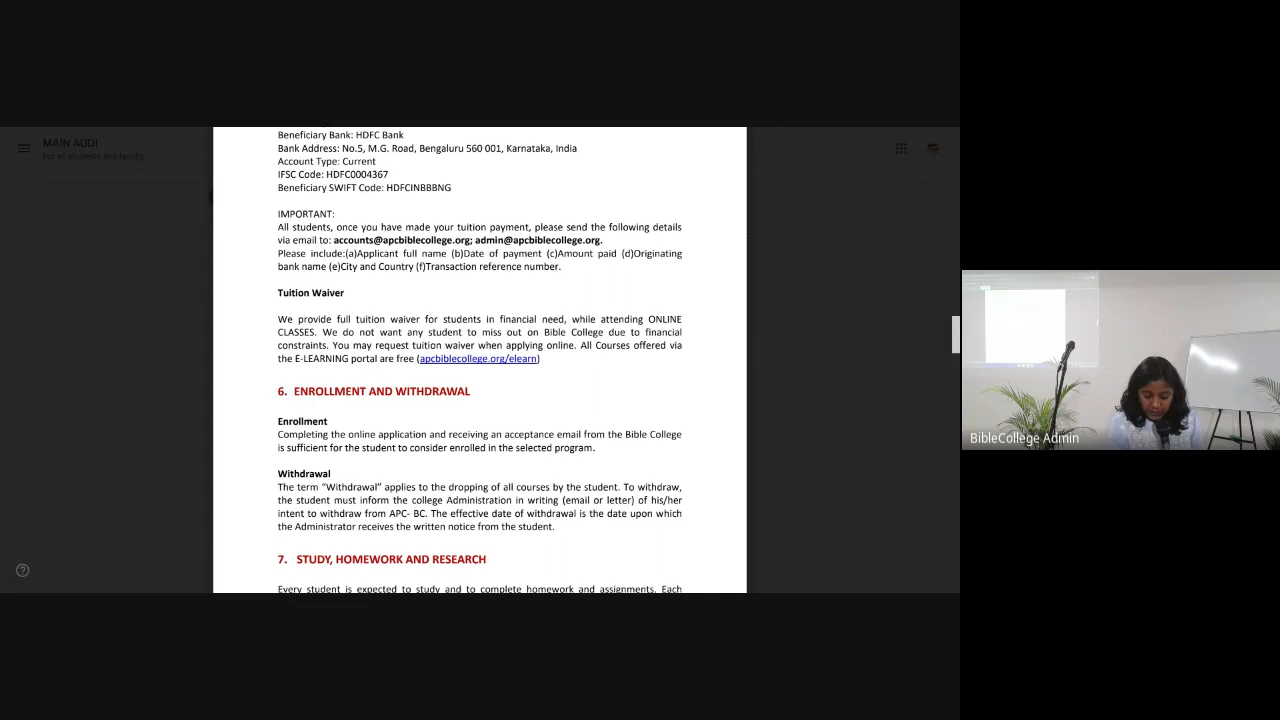 MAIN AUDI
For all students and faculty
Beneficiary Bank: HDFC Bank
Bank Address: No.5, M.G. Road, Bengaluru 560 001, Karnataka, India
Account Type: Current
IFSC Code: HDFC0004367
Beneficiary SWIFT Code: HDFCINBBBNG
IMPORTANT:
All students, once you have made your tuition payment, please send the following details
via email to: accounts@apcbiblecollege.org; admin@apcbiblecollege.org.
Please include:(a)Applicant full name (b)Date of payment (c)Amount paid (d)Originating
bank name (e)City and Country (f)Transaction reference number.
Tuition Waiver
We provide full tuition waiver for students in financial need, while attending ONLINE
CLASSES. We do not want any student to miss out on Bible College due to financial
constraints. You may request tuition waiver when applying online. All Courses offered via
the E-LEARNING portal are free (apcbiblecollege.org/elearn)
6. ENROLLMENT AND WITHDRAWAL
Enrollment
Completing the online application and receiving an acceptance email from the Bible College
is sufficient for the student to consider enrolled in the selected program.
Withdrawal
The term “Withdrawal” applies to the dropping of all courses by the student. To withdraw,
the student must inform the college Administration in writing (email or letter) of his/her
intent to withdraw from APC- BC. The effective date of withdrawal is the date upon which
the Administrator receives the written notice from the student.
7. STUDY, HOMEWORK AND RESEARCH
Every student is expected to study and to complete homework and assignments. Each
BibleCollege Admin